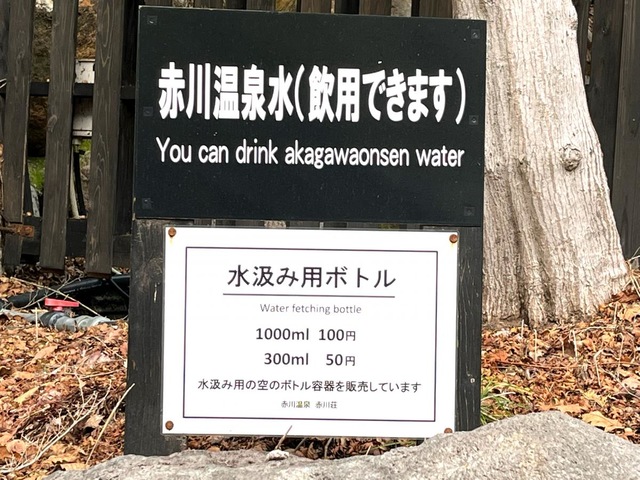 赤川温泉水(飲用できます)
You can drink akagawaonsen water
水汲み用ボトル
Water fetching bottle
1000ml 100円
300ml 50円
水汲み用の空のボトル容器を販売しています
赤川温泉 赤川荘